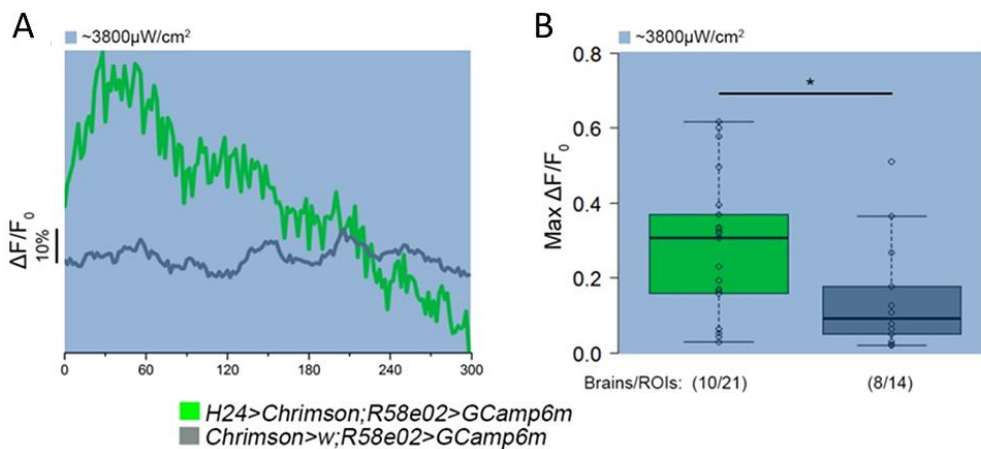 A
~3800µW/cm²
ΔF/F₀
10%
0 60 120 180 240 300
B
~3800µW/cm²
Max ΔF/F₀
0.8
0.6
0.4
0.2
0.0
*
Brains/ROIs: (10/21) (8/14)
H24>Chrimson;R58e02>GCamp6m
Chrimson>w;R58e02>GCamp6m